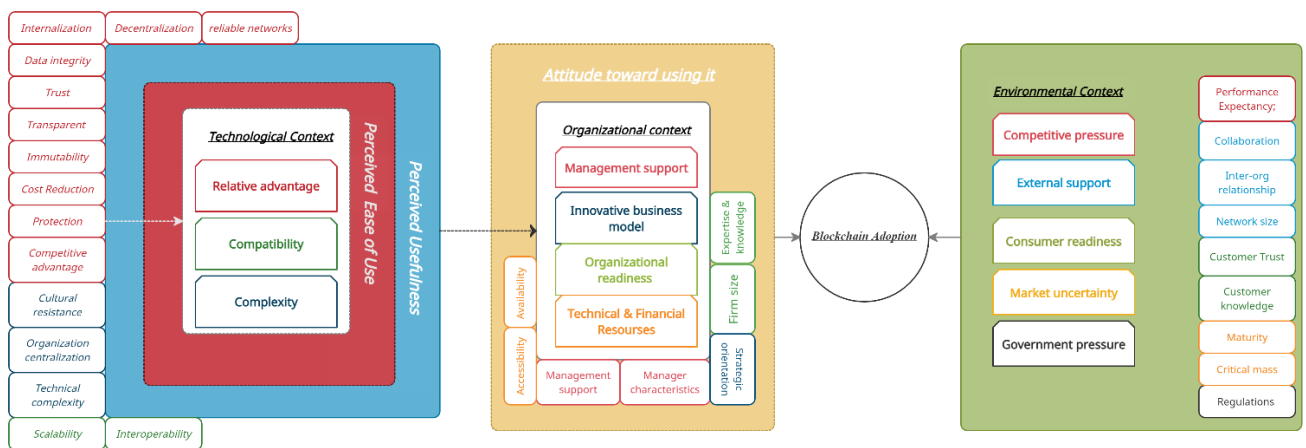 Internalization
Decentralization
reliable networks
Data integrity
Trust
Transparent
Immutability
Cost Reduction
Protection
Competitive
advantage
Cultural
resistance
Organization
centralization
Technical
complexity
Scalability
Interoperability
Technological Context
Relative advantage
Compatibility
Complexity
Perceived Ease of Use
Perceived Usefulness
Attitude toward using it
Organizational context
Management support
Innovative business
model
Organizational
readiness
Technical & Financial
Resourses
Availability
Accessibility
Management
support
Manager
characteristics
Expertise &
knowledge
Firm size
Strategic
orientation
Blockchain Adoption
Environmental Context
Competitive pressure
External support
Consumer readiness
Market uncertainty
Government pressure
Performance
Expectancy;
Collaboration
Inter-org
relationship
Network size
Customer Trust
Customer
knowledge
Maturity
Critical mass
Regulations